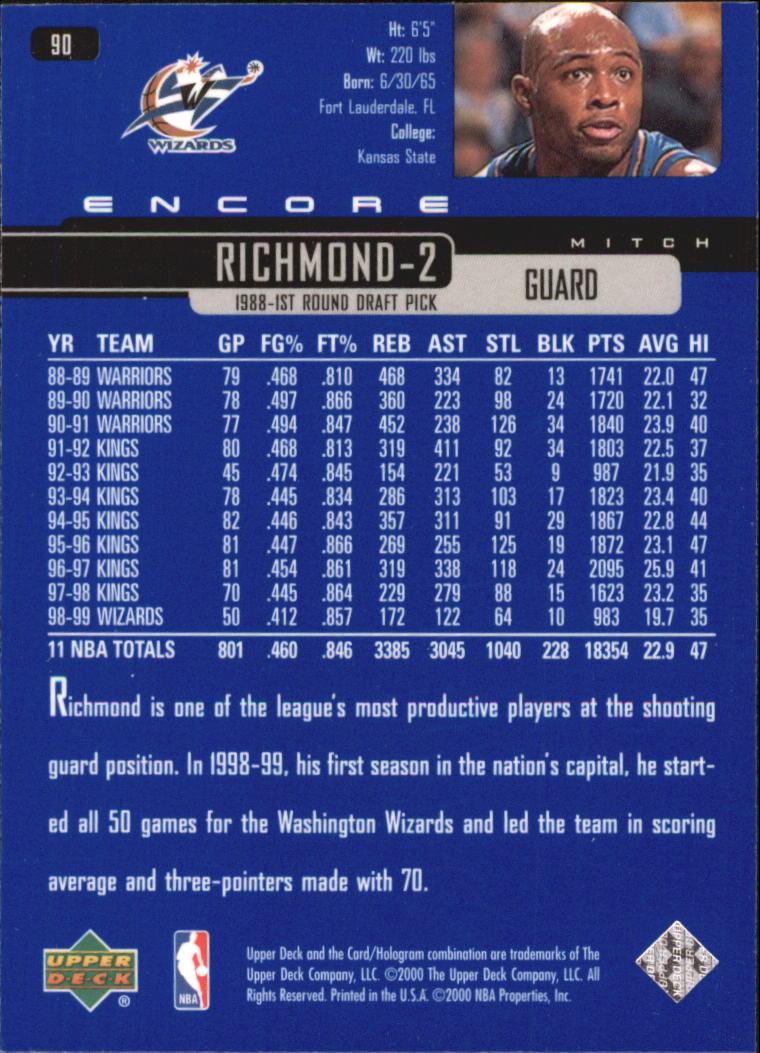 90
Ht: 6'5"
Wt: 220 lbs
Born: 6/30/65
Fort Lauderdale, FL
College:
Kansas State
W
WIZARDS
ENCORE
MITCH
RICHMOND-2
GUARD
1988-1ST ROUND DRAFT PICK
YR TEAM GP FG% FT% REB AST STL BLK PTS AVG HI
88-89 WARRIORS 79 .468 .810 468 334 82 13 1741 22.0 47
89-90 WARRIORS 78 .497 .866 360 223 98 24 1720 22.1 32
90-91 WARRIORS 77 .494 .847 452 238 126 34 1840 23.9 40
91-92 KINGS 80 .468 .813 319 411 92 34 1803 22.5 37
92-93 KINGS 45 .474 .845 154 221 53 9 987 21.9 35
93-94 KINGS 78 .445 .834 286 313 103 17 1823 23.4 40
94-95 KINGS 82 .446 .843 357 311 91 29 1867 22.8 44
95-96 KINGS 81 .447 .866 269 255 125 19 1872 23.1 47
96-97 KINGS 81 .454 .861 319 338 118 24 2095 25.9 41
97-98 KINGS 70 .445 .864 229 279 88 15 1623 23.2 35
98-99 WIZARDS 50 .412 .857 172 122 64 10 983 19.7 35
11 NBA TOTALS 801 .460 .846 3385 3045 1040 228 18354 22.9 47
Richmond is one of the league's most productive players at the shooting
guard position. In 1998-99, his first season in the nation's capital, he start-
ed all 50 games for the Washington Wizards and led the team in scoring
average and three-pointers made with 70.
UPPER
D·E·C·K
®
NBA
Upper Deck and the Card/Hologram combination are trademarks of The
Upper Deck Company, LLC. ©2000 The Upper Deck Company, LLC. All
Rights Reserved. Printed in the U.S.A. ©2000 NBA Properties, Inc.
UPPER DECK